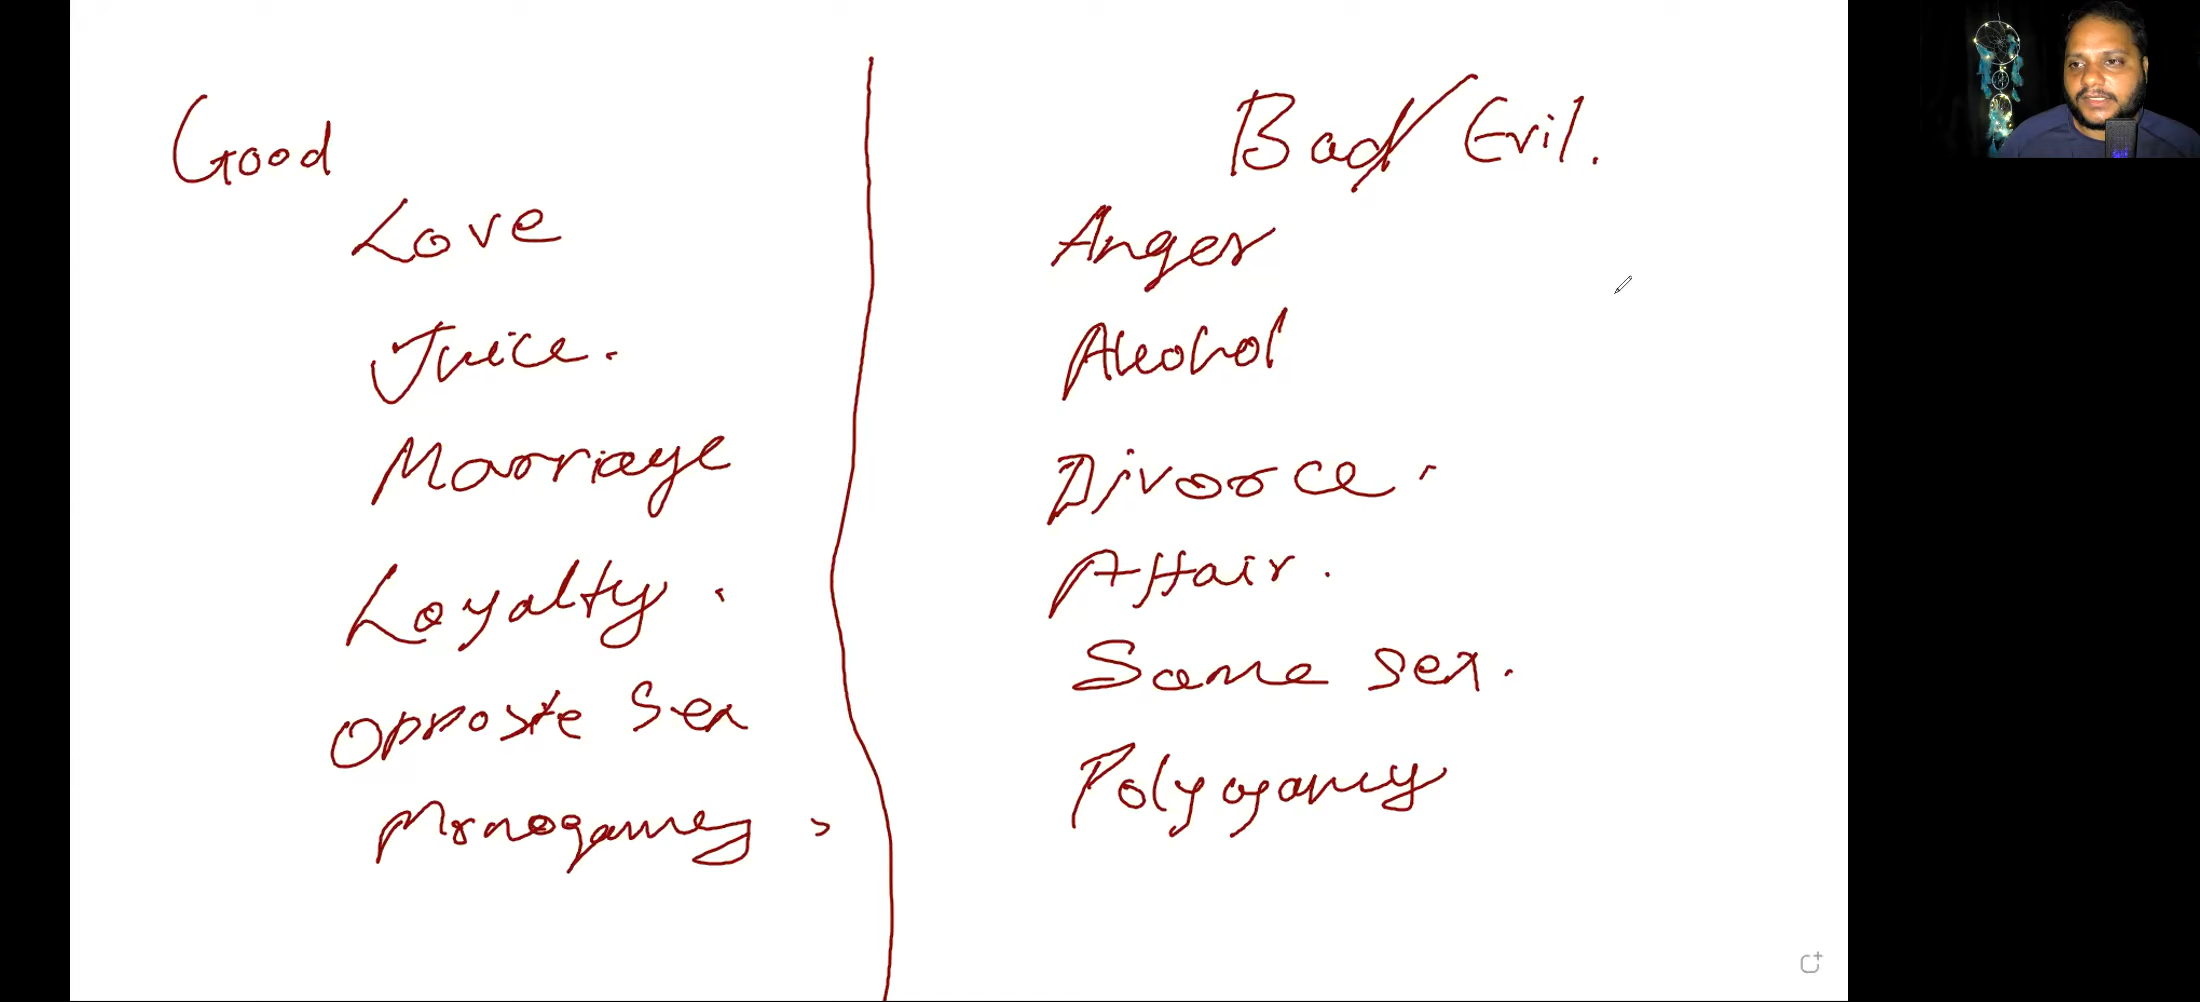 Good
Love
Juice.
Marriage
Loyalty.
Opposite Sex
Monogamy
Bad/Evil.
Anger
Alcohol
Divorce.
Affair.
Same sex.
Polygamy